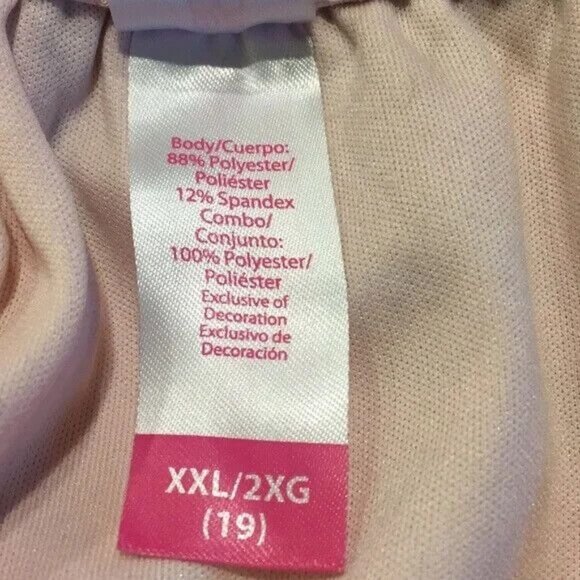 Body/Cuerpo:
88% Polyester/
Poliéster
12% Spandex
Combo/
Conjunto:
100% Polyester/
Poliéster
Exclusive of
Decoration
Exclusivo de
Decoración
XXL/2XG
(19)